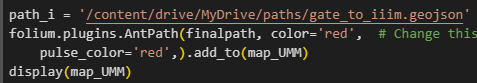 path_i = '/content/drive/MyDrive/paths/gate_to_iiim.geojson'
folium.plugins.AntPath(finalpath, color='red',  # Change this
    pulse_color='red',).add_to(map_UMM)
display(map_UMM)